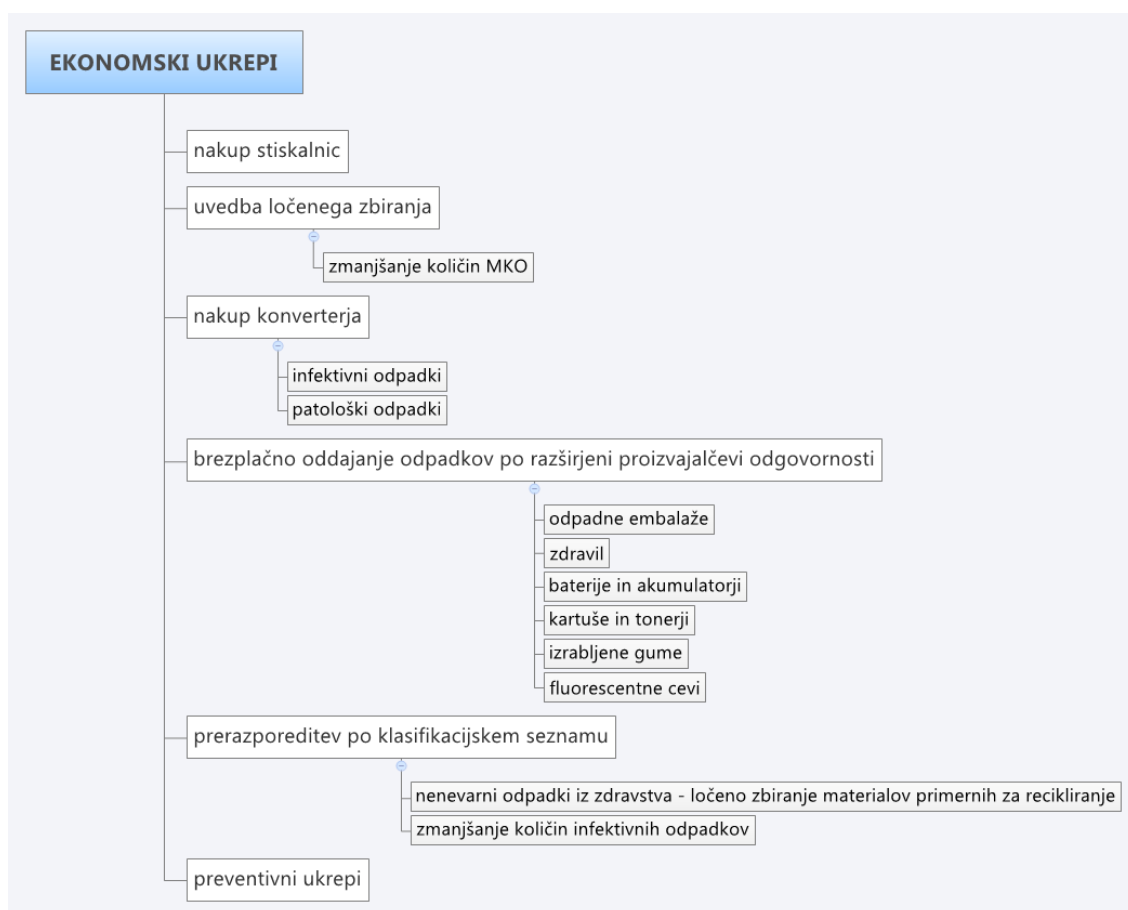 EKONOMSKI UKREPI
nakup stiskalnic
uvedba ločenega zbiranja
zmanjšanje količin MKO
nakup konverterja
infektivni odpadki
patološki odpadki
brezplačno oddajanje odpadkov po razširjeni proizvajalčevi odgovornosti
odpadne embalaže
zdravil
baterije in akumulatorji
kartuše in tonerji
izrabljene gume
fluorescentne cevi
prerazporeditev po klasifikacijskem seznamu
nenevarni odpadki iz zdravstva - ločeno zbiranje materialov primernih za recikliranje
zmanjšanje količin infektivnih odpadkov
preventivni ukrepi